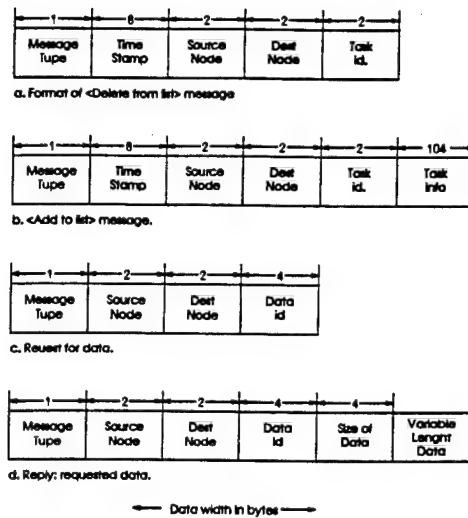 1 8 2 2 2
Message Time Source Dest Task
Tupe Stamp Node Node id.
a. Format of <Delete from list> message
1 8 2 2 2 104
Message Time Source Dest Task Task
Tupe Stamp Node Node id. info
b. <Add to list> message.
1 2 2 4
Message Source Dest Data
Tupe Node Node id
c. Reuest for data.
1 2 2 4 4
Message Source Dest Data Size of Variable
Tupe Node Node id Data Lenght
Data
d. Reply: requested data.
Data width in bytes